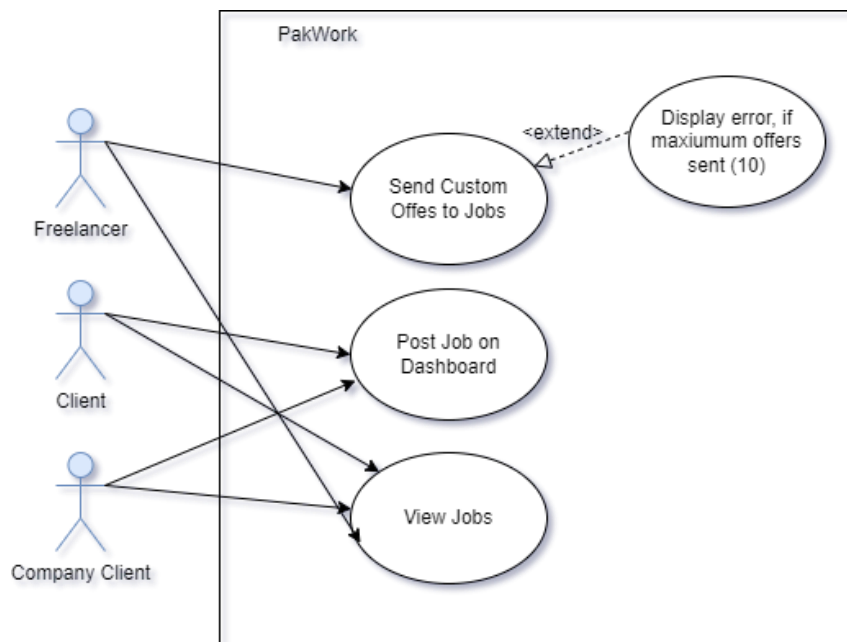 PakWork
Display error, if
maxiumum offers
sent (10)
<extend>
Send Custom
Offes to Jobs
Freelancer
Post Job on
Dashboard
Client
View Jobs
Company Client